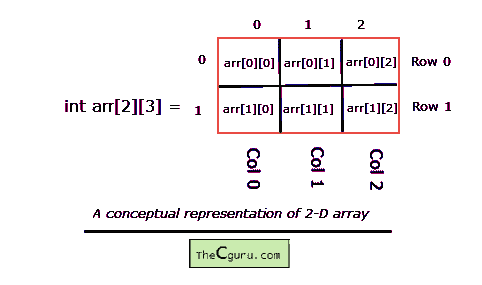 0 1 2
0 arr[0][0] arr[0][1] arr[0][2] Row 0
int arr[2][3] = 1 arr[1][0] arr[1][1] arr[1][2] Row 1
Col 0 Col 1 Col 2
A conceptual representation of 2-D array
TheCguru.com